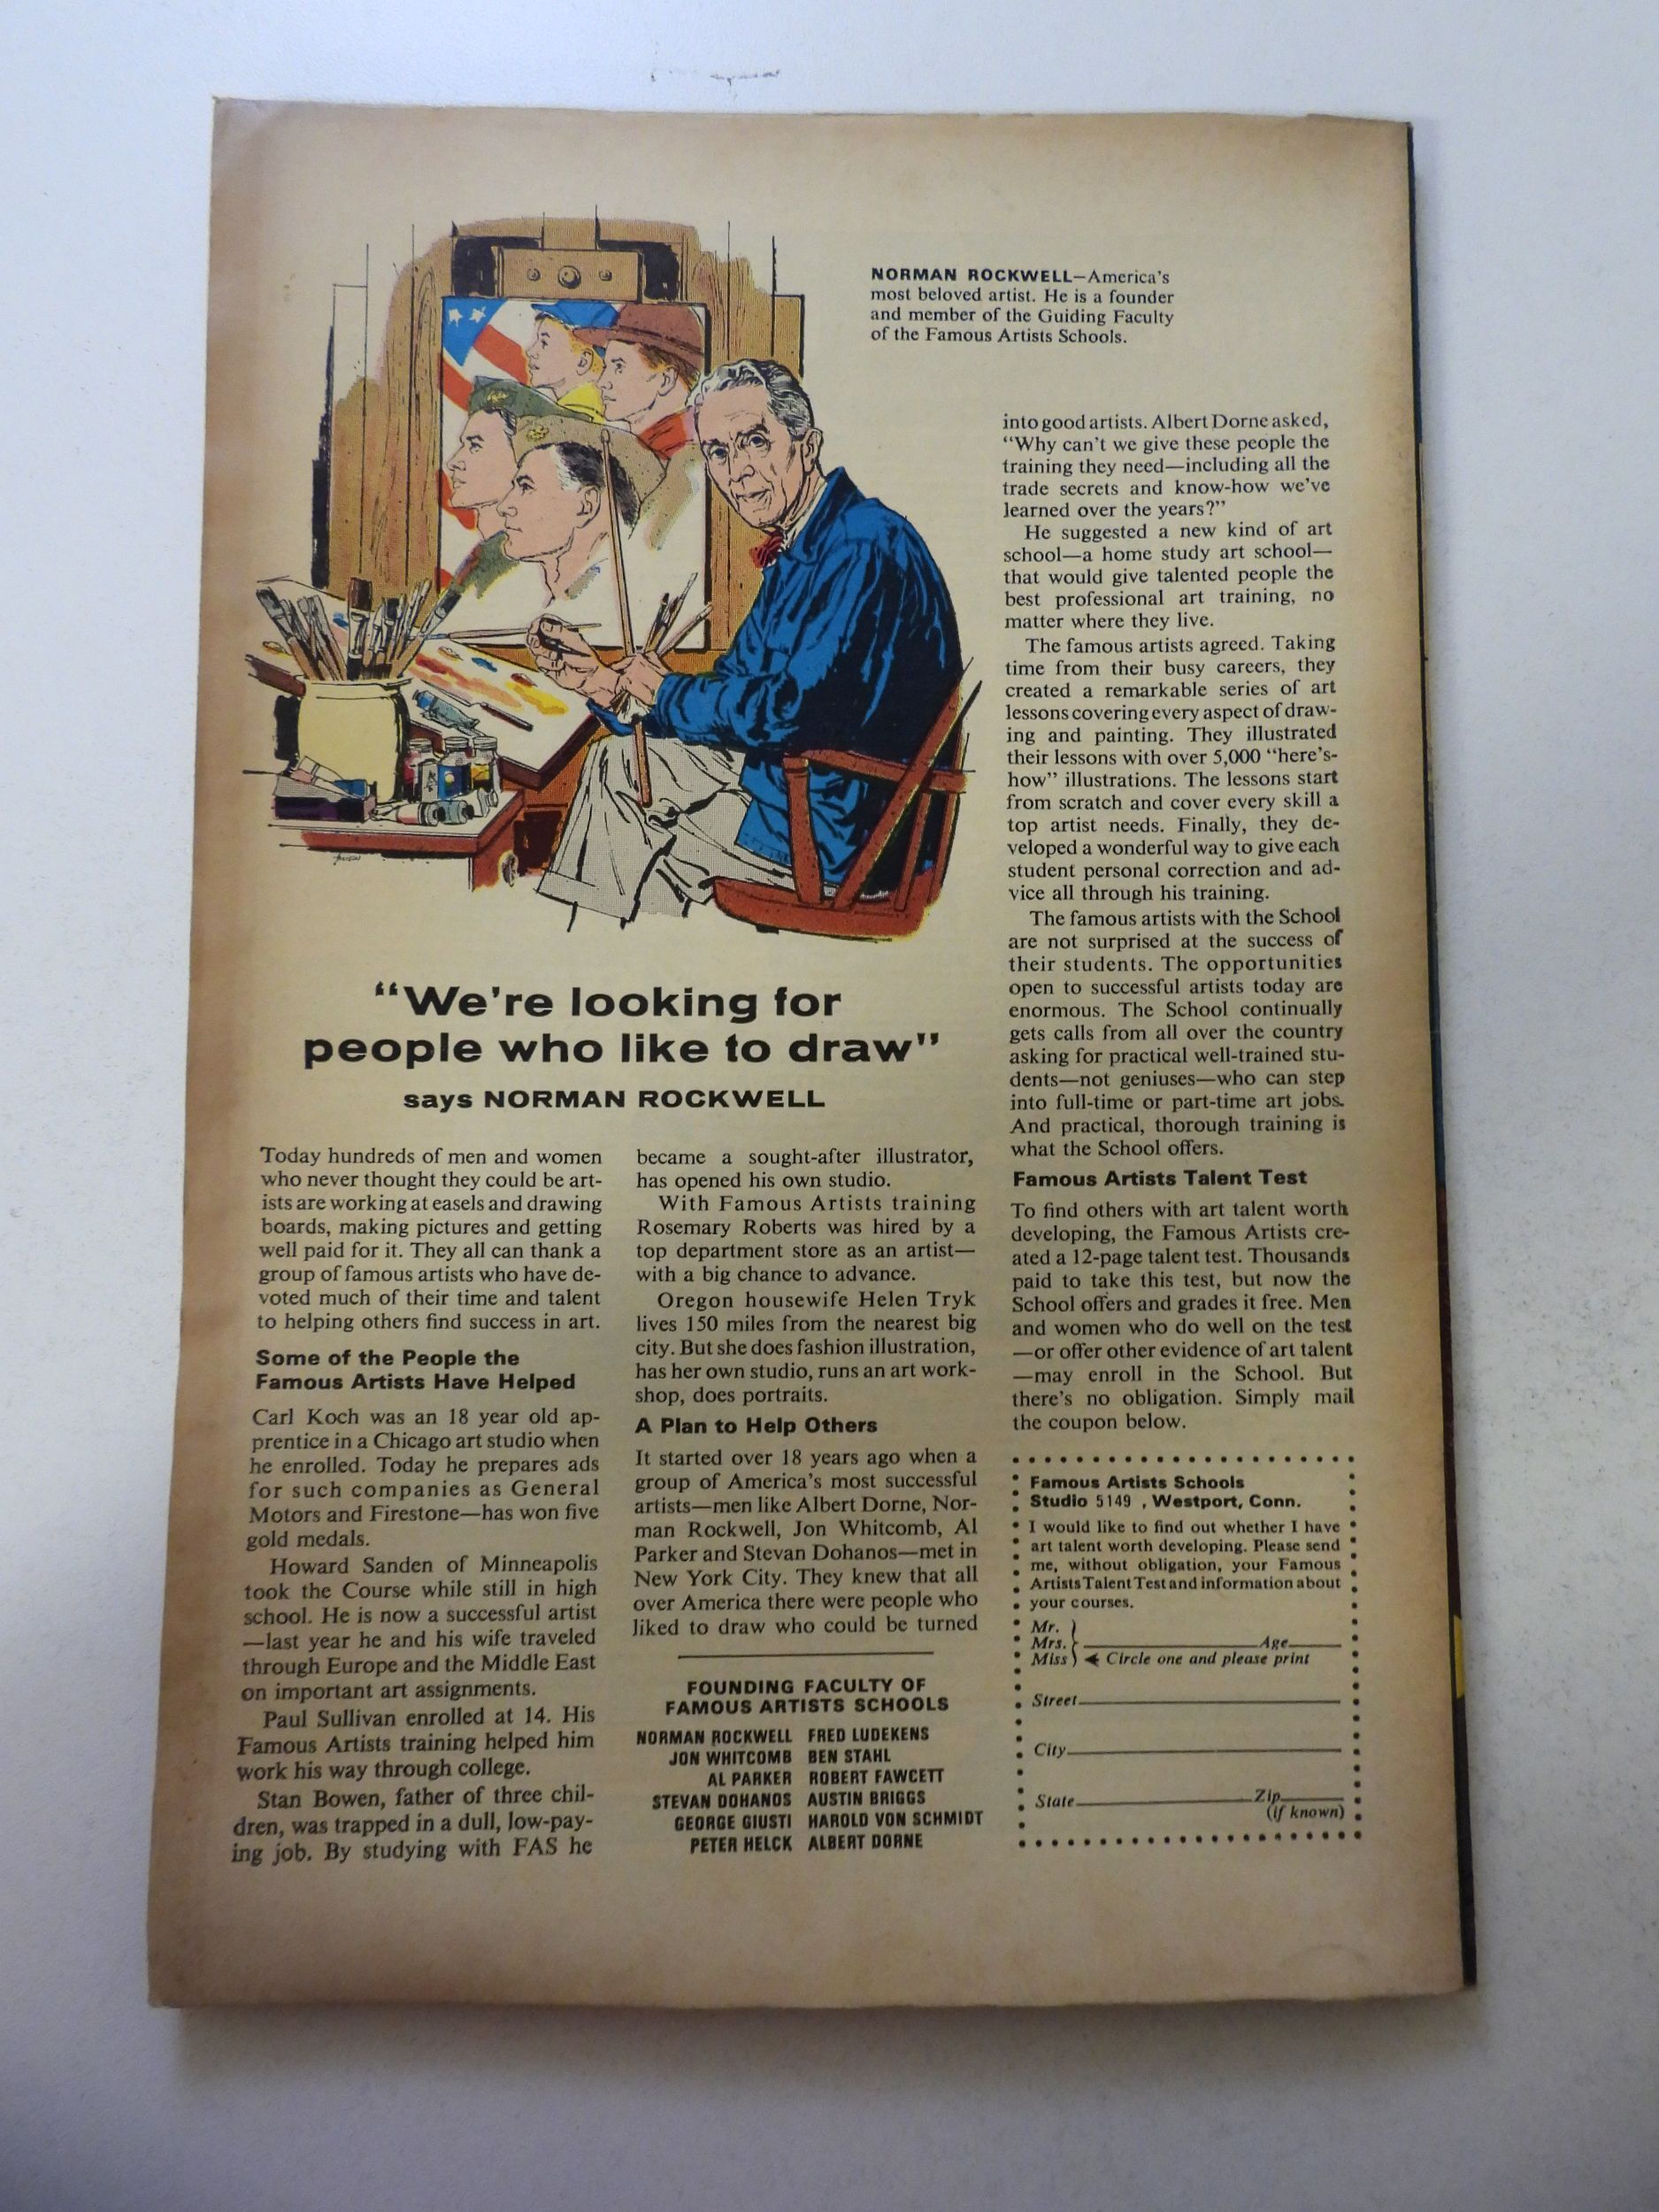 NORMAN ROCKWELL—America's
most beloved artist. He is a founder
and member of the Guiding Faculty
of the Famous Artists Schools.
"We're looking for
people who like to draw"
says NORMAN ROCKWELL
Today hundreds of men and women
who never thought they could be art-
ists are working at easels and drawing
boards, making pictures and getting
well paid for it. They all can thank a
group of famous artists who have de-
voted much of their time and talent
to helping others find success in art.
Some of the People the
Famous Artists Have Helped
Carl Koch was an 18 year old ap-
prentice in a Chicago art studio when
he enrolled. Today he prepares ads
for such companies as General
Motors and Firestone—has won five
gold medals.
Howard Sanden of Minneapolis
took the Course while still in high
school. He is now a successful artist
—last year he and his wife traveled
through Europe and the Middle East
on important art assignments.
Paul Sullivan enrolled at 14. His
Famous Artists training helped him
work his way through college.
Stan Bowen, father of three chil-
dren, was trapped in a dull, low-pay-
ing job. By studying with FAS he
became a sought-after illustrator,
has opened his own studio.
With Famous Artists training
Rosemary Roberts was hired by a
top department store as an artist—
with a big chance to advance.
Oregon housewife Helen Tryk
lives 150 miles from the nearest big
city. But she does fashion illustration,
has her own studio, runs an art work-
shop, does portraits.
A Plan to Help Others
It started over 18 years ago when a
group of America's most successful
artists—men like Albert Dorne, Nor-
man Rockwell, Jon Whitcomb, Al
Parker and Stevan Dohanos—met in
New York City. They knew that all
over America there were people who
liked to draw who could be turned
FOUNDING FACULTY OF
FAMOUS ARTISTS SCHOOLS
NORMAN ROCKWELL FRED LUDEKENS
JON WHITCOMB BEN STAHL
AL PARKER ROBERT FAWCETT
STEVAN DOHANOS AUSTIN BRIGGS
GEORGE GIUSTI HAROLD VON SCHMIDT
PETER HELCK ALBERT DORNE
into good artists. Albert Dorne asked,
"Why can't we give these people the
training they need—including all the
trade secrets and know-how we've
learned over the years?"
He suggested a new kind of art
school—a home study art school—
that would give talented people the
best professional art training, no
matter where they live.
The famous artists agreed. Taking
time from their busy careers, they
created a remarkable series of art
lessons covering every aspect of draw-
ing and painting. They illustrated
their lessons with over 5,000 "here's-
how" illustrations. The lessons start
from scratch and cover every skill a
top artist needs. Finally, they de-
veloped a wonderful way to give each
student personal correction and ad-
vice all through his training.
The famous artists with the School
are not surprised at the success of
their students. The opportunities
open to successful artists today are
enormous. The School continually
gets calls from all over the country
asking for practical well-trained stu-
dents—not geniuses—who can step
into full-time or part-time art jobs.
And practical, thorough training is
what the School offers.
Famous Artists Talent Test
To find others with art talent worth
developing, the Famous Artists cre-
ated a 12-page talent test. Thousands
paid to take this test, but now the
School offers and grades it free. Men
and women who do well on the test
—or offer other evidence of art talent
—may enroll in the School. But
there's no obligation. Simply mail
the coupon below.
Famous Artists Schools
Studio 5149 , Westport, Conn.
I would like to find out whether I have
art talent worth developing. Please send
me, without obligation, your Famous
Artists Talent Test and information about
your courses.
Mr.
Mrs. Age
Miss Circle one and please print
Street
City
State Zip
(if known)